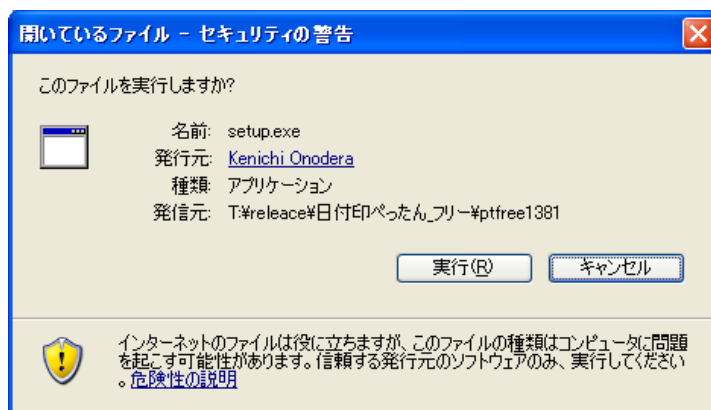 開いているファイル - セキュリティの警告
このファイルを実行しますか?
名前: setup.exe
発行元: Kenichi Onodera
種類: アプリケーション
発信元: T:¥releace¥日付印ぺったん_フリー¥ptfree1381
実行(R)
キャンセル
インターネットのファイルは役に立ちますが、このファイルの種類はコンピュータに問題
を起こす可能性があります。信頼する発行元のソフトウェアのみ、実行してください
。危険性の説明